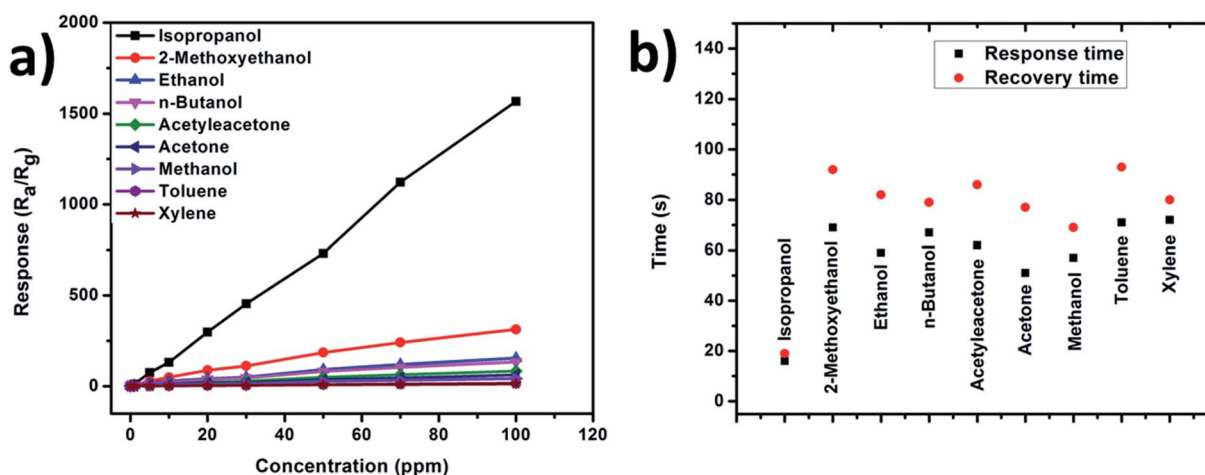 a)
Response (Ra/Rg)
2000
1500
1000
500
0
Isopropanol
2-Methoxyethanol
Ethanol
n-Butanol
Acetyleacetone
Acetone
Methanol
Toluene
Xylene
0 20 40 60 80 100 120
Concentration (ppm)
b)
Time (s)
140
120
100
80
60
40
20
0
Response time
Recovery time
Isopropanol
2-Methoxyethanol
Ethanol
n-Butanol
Acetyleacetone
Acetone
Methanol
Toluene
Xylene